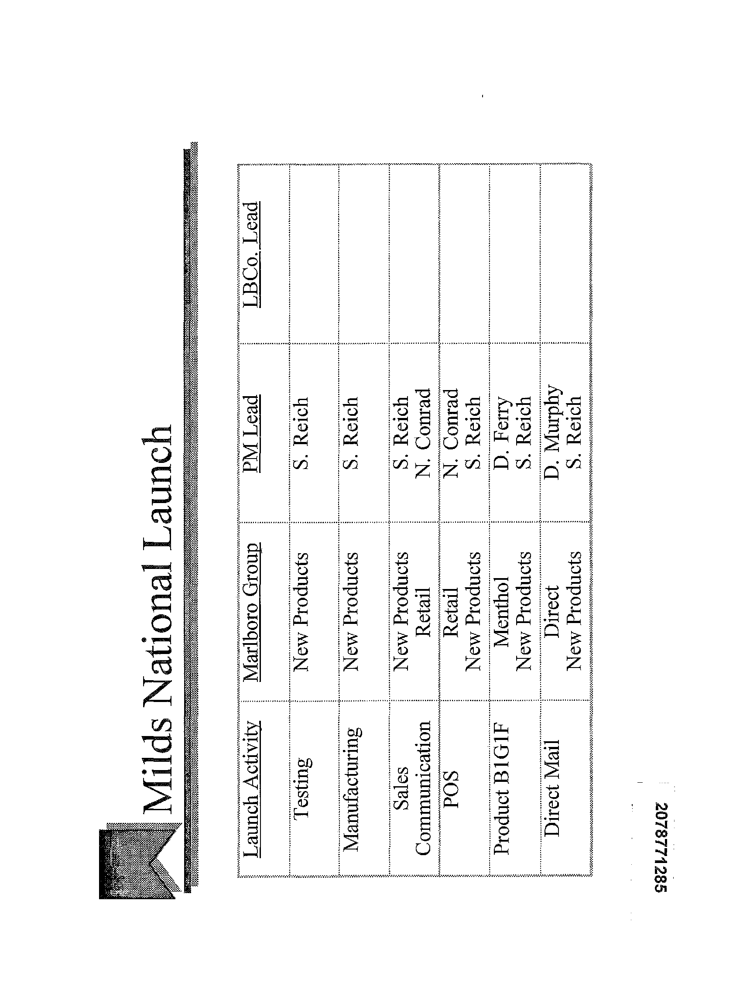 Milds National Launch
Launch Activity Marlboro Group PM Lead LBCo. Lead
Testing New Products S. Reich
Manufacturing New Products S. Reich
Sales New Products S. Reich
Communication Retail N. Conrad
POS Retail N. Conrad
New Products S. Reich
Product B1G1F Menthol D. Ferry
New Products S. Reich
Direct Mail Direct D. Murphy
New Products S. Reich
2078771285